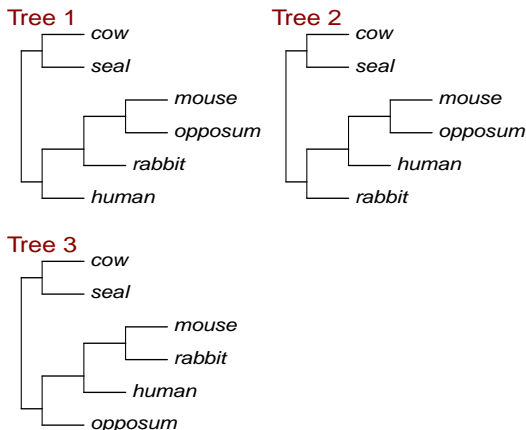 Tree 1
cow
seal
mouse
opposum
rabbit
human
Tree 2
cow
seal
mouse
opposum
human
rabbit
Tree 3
cow
seal
mouse
rabbit
human
opposum